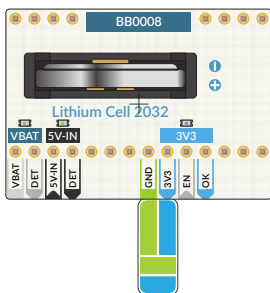 BB0008
Lithium Cell 2032
VBAT 5V-IN 3V3
VBAT DET 5V-IN DET GND 3V3 EN OK